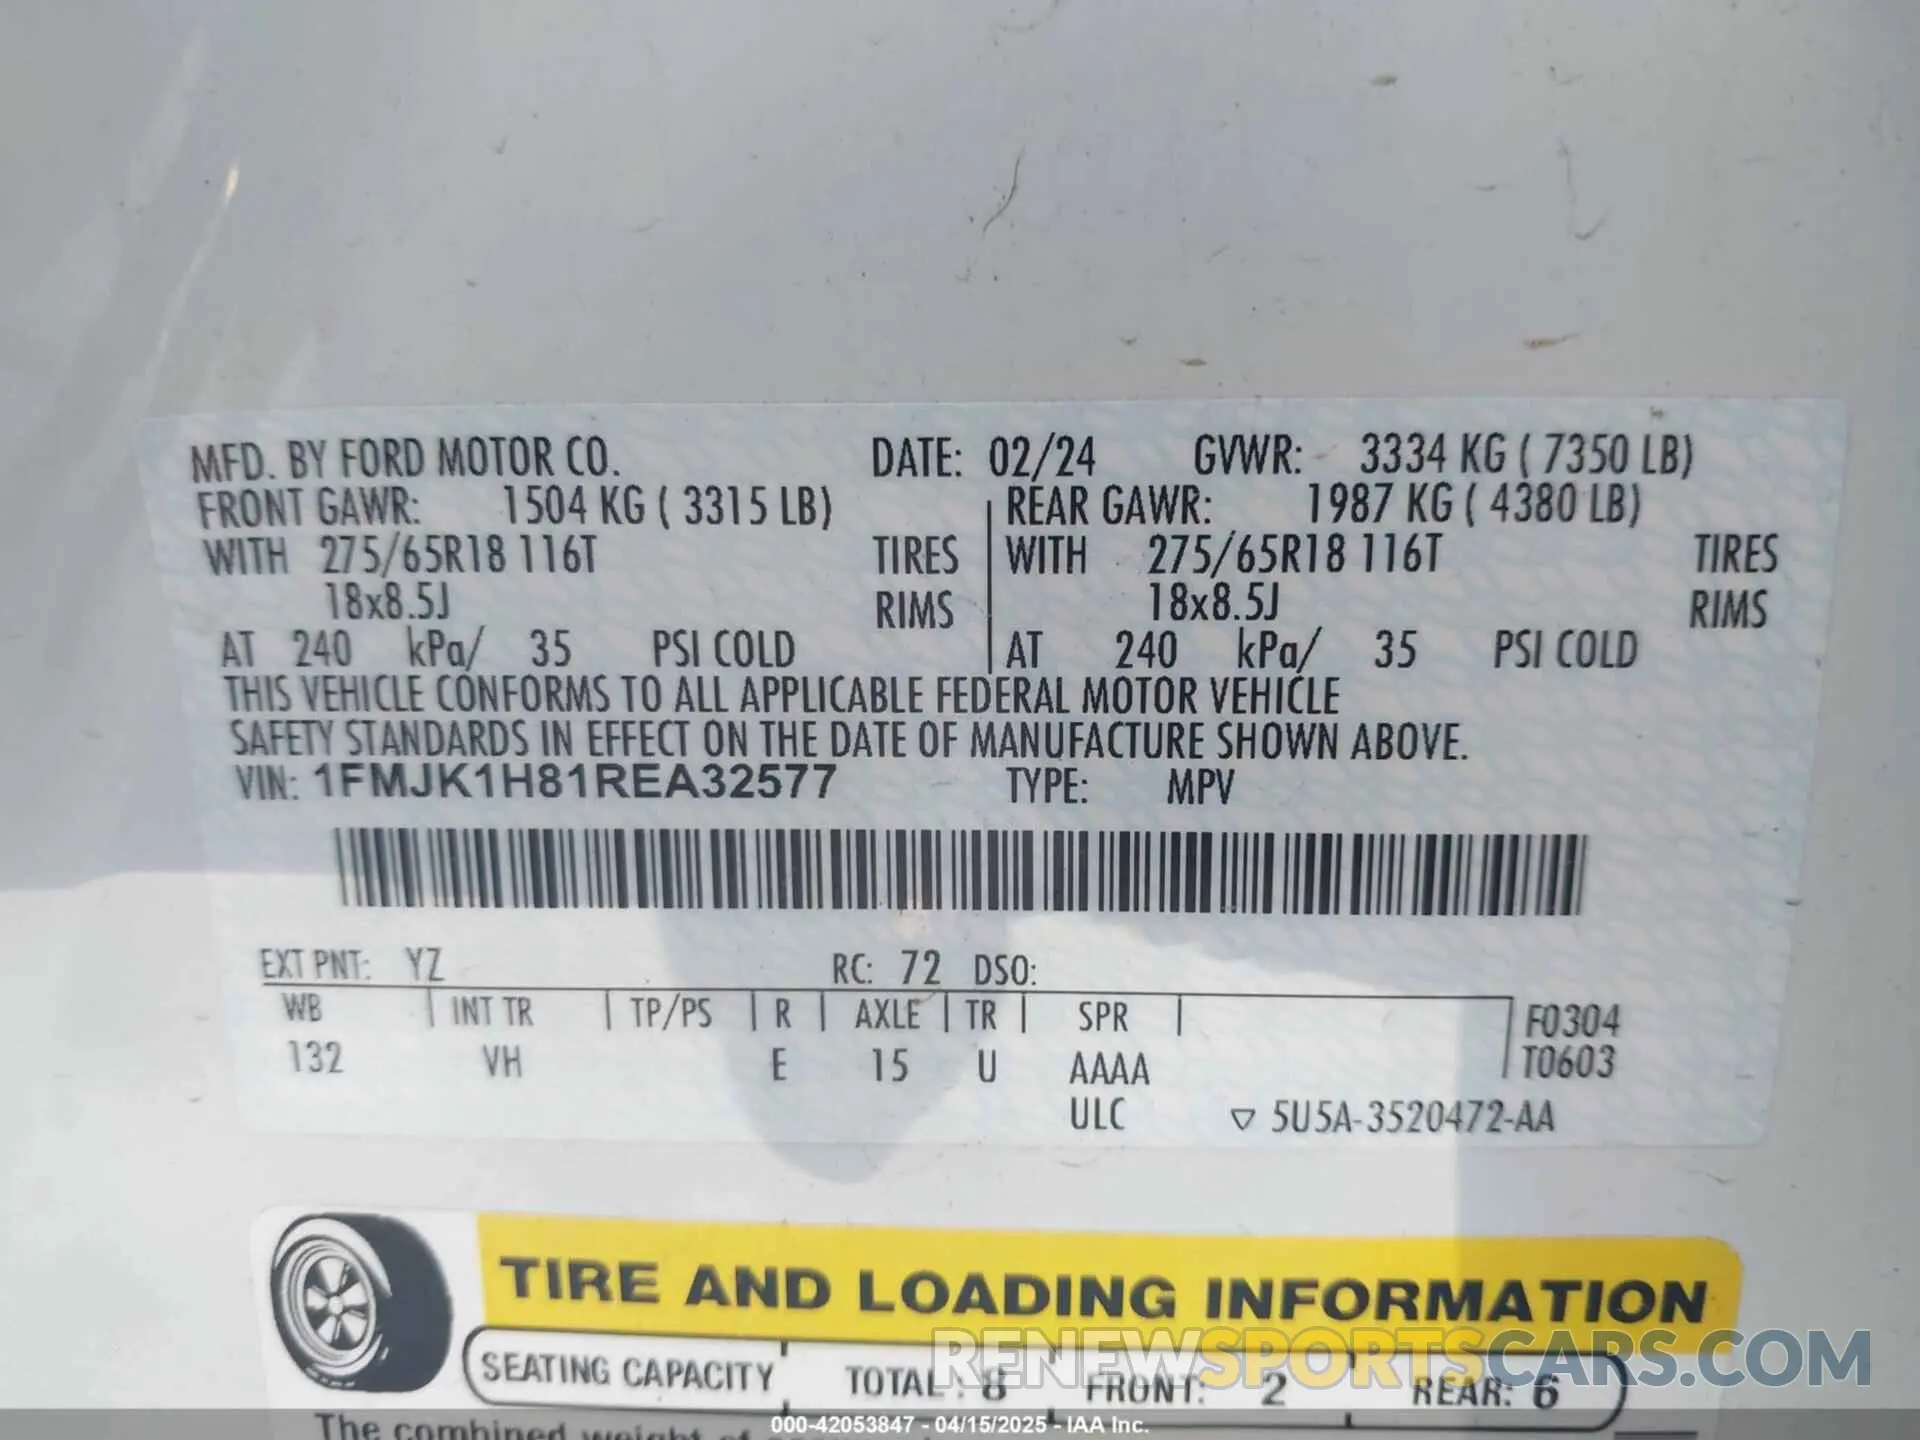 MFD. BY FORD MOTOR CO. DATE: 02/24 GVWR: 3334 KG ( 7350 LB)
FRONT GAWR: 1504 KG ( 3315 LB) REAR GAWR: 1987 KG ( 4380 LB)
WITH 275/65R18 116T TIRES WITH 275/65R18 116T TIRES
18x8.5J RIMS 18x8.5J RIMS
AT 240 kPa/ 35 PSI COLD AT 240 kPa/ 35 PSI COLD
THIS VEHICLE CONFORMS TO ALL APPLICABLE FEDERAL MOTOR VEHICLE
SAFETY STANDARDS IN EFFECT ON THE DATE OF MANUFACTURE SHOWN ABOVE.
VIN: 1FMJK1H81REA32577 TYPE: MPV
EXT PNT: YZ RC: 72 DSO:
WB INT TR TP/PS R AXLE TR SPR F0304
132 VH E 15 U AAAA T0603
ULC ▽ 5U5A-3520472-AA
TIRE AND LOADING INFORMATION
RENEWSPORTSCARS.COM
SEATING CAPACITY TOTAL: 8 FRONT: 2 REAR: 6
000-42053847 - 04/15/2025 - IAA Inc.
The combined weight of